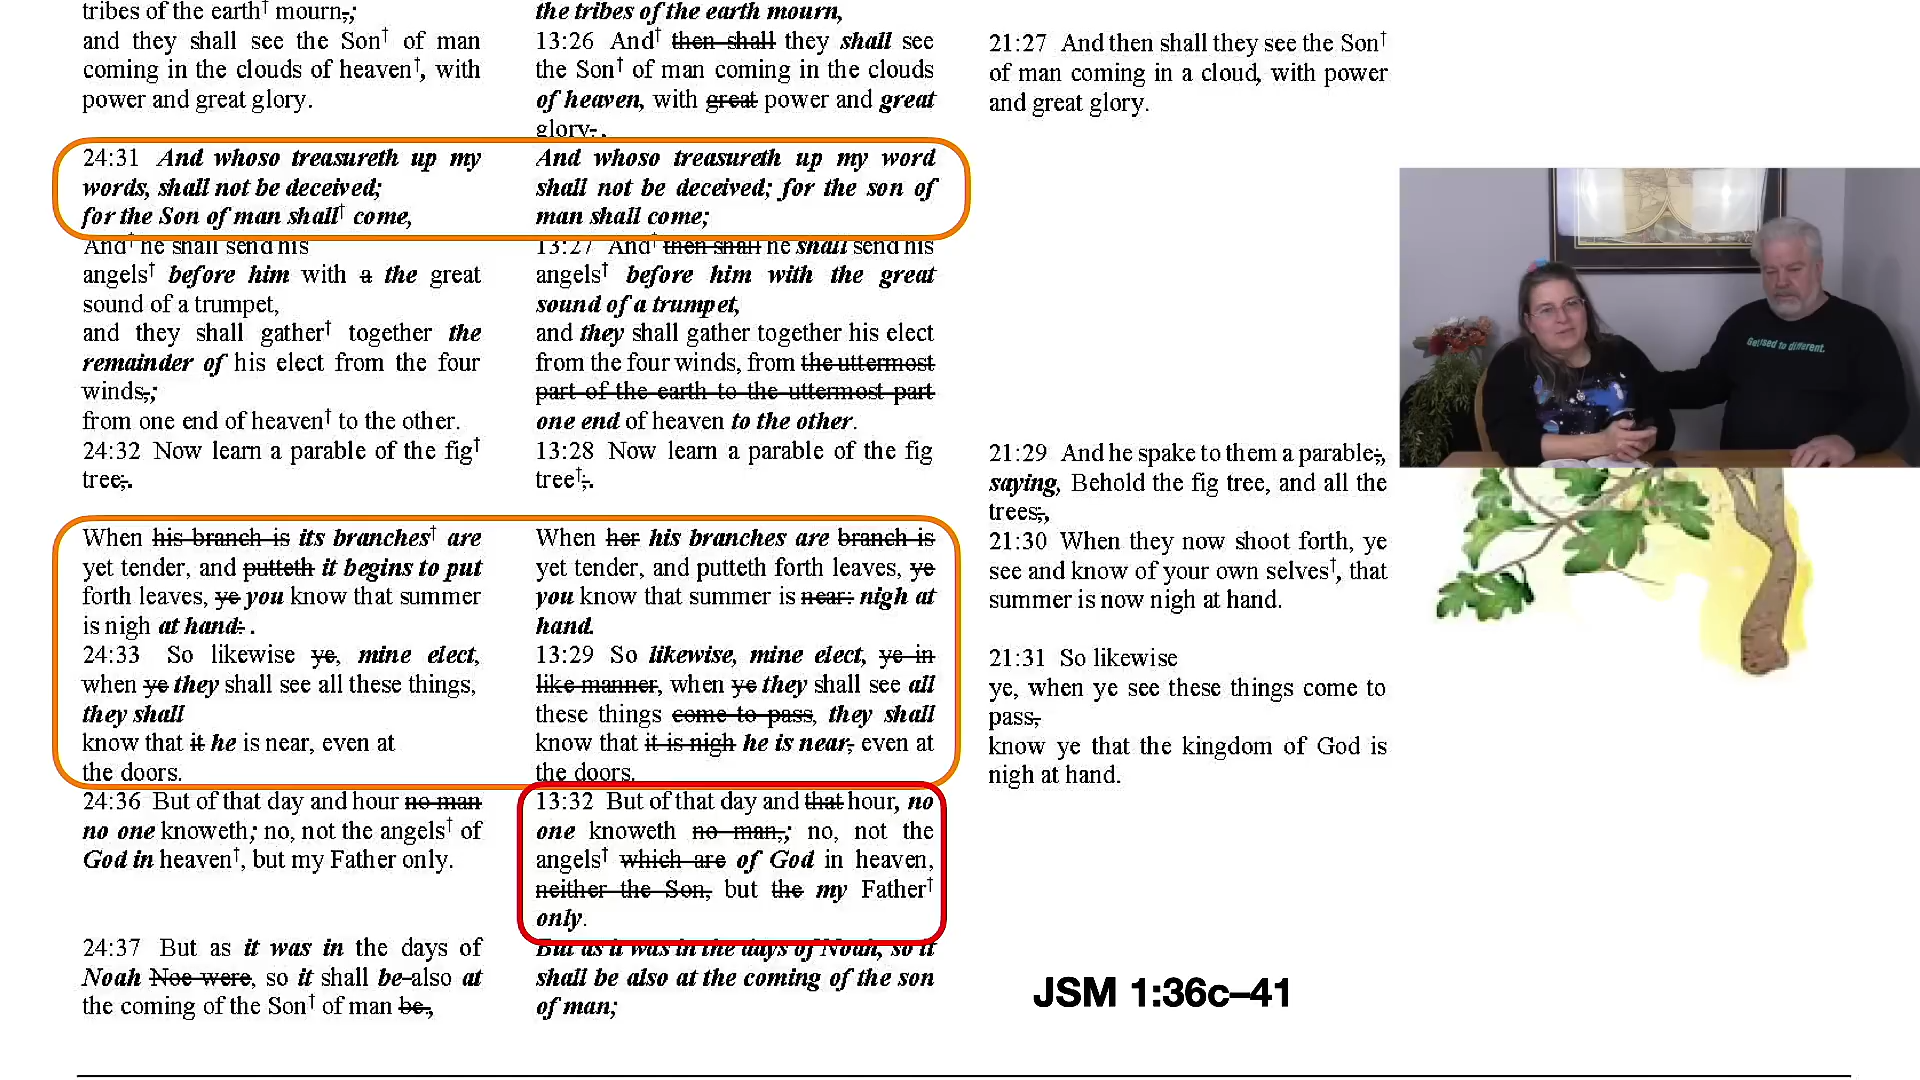 tribes of the earth† mourn,;
and they shall see the Son† of man
coming in the clouds of heaven†, with
power and great glory.
24:31 And whoso treasureth up my
words, shall not be deceived;
for the Son of man shall† come,
And† he shall send his
angels† before him with a the great
sound of a trumpet,
and they shall gather† together the
remainder of his elect from the four
winds,;
from one end of heaven† to the other.
24:32 Now learn a parable of the fig†
tree;.
When his branch is its branches† are
yet tender, and putteth it begins to put
forth leaves, ye you know that summer
is nigh at hand: .
24:33 So likewise ye, mine elect,
when ye they shall see all these things,
they shall
know that it he is near, even at
the doors.
24:36 But of that day and hour no man
no one knoweth; no, not the angels† of
God in heaven†, but my Father only.
24:37 But as it was in the days of
Noah Noe were, so it shall be also at
the coming of the Son† of man be.,
the tribes of the earth mourn,
13:26 And† then shall they shall see
the Son† of man coming in the clouds
of heaven, with great power and great
glory. ,
And whoso treasureth up my word
shall not be deceived; for the son of
man shall come;
13:27 And† then shall he shall send his
angels† before him with the great
sound of a trumpet,
and they shall gather together his elect
from the four winds, from the uttermost
part of the earth to the uttermost part
one end of heaven to the other.
13:28 Now learn a parable of the fig
tree†;.
When her his branches are branch is
yet tender, and putteth forth leaves, ye
you know that summer is near: nigh at
hand.
13:29 So likewise, mine elect, ye in
like manner, when ye they shall see all
these things come to pass, they shall
know that it is nigh he is near, even at
the doors.
13:32 But of that day and that hour, no
one knoweth no man,; no, not the
angels† which are of God in heaven,
neither the Son, but the my Father†
only.
But as it was in the days of Noah, so it
shall be also at the coming of the son
of man;
21:27 And then shall they see the Son†
of man coming in a cloud, with power
and great glory.
21:29 And he spake to them a parable;,
saying, Behold the fig tree, and all the
trees;,
21:30 When they now shoot forth, ye
see and know of your own selves†, that
summer is now nigh at hand.
21:31 So likewise
ye, when ye see these things come to
pass,
know ye that the kingdom of God is
nigh at hand.
Get used to different.
JSM 1:36c–41